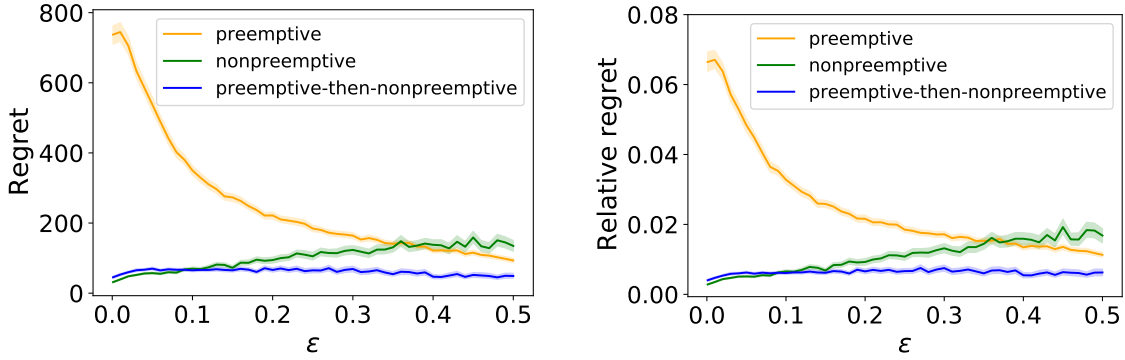 800
600
400
200
0
Regret
preemptive
nonpreemptive
preemptive-then-nonpreemptive
0.0 0.1 0.2 0.3 0.4 0.5
ε
0.08
0.06
0.04
0.02
0.00
Relative regret
preemptive
nonpreemptive
preemptive-then-nonpreemptive
0.0 0.1 0.2 0.3 0.4 0.5
ε